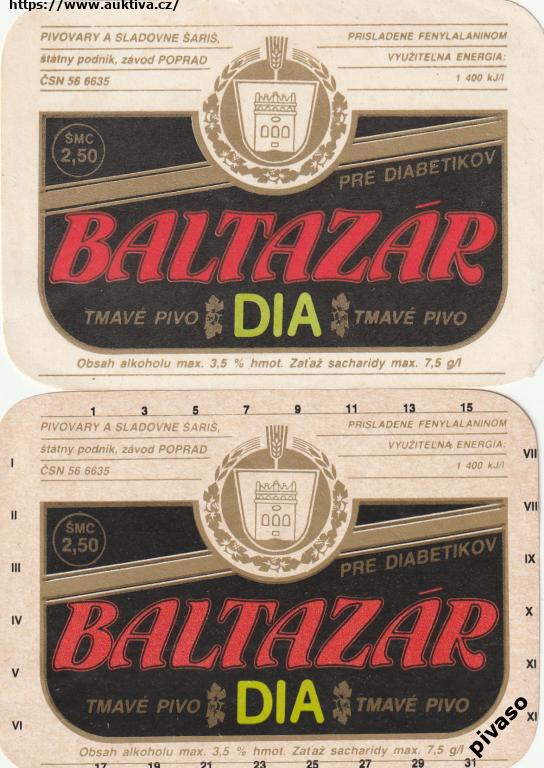 https://www.auktiva.cz/
PIVOVARY A SLADOVNE ŠARIŠ,
štátny podnik, závod POPRAD
ČSN 56 6635
PRISLADENE FENYLALANINOM
VYUŽITEĽNA ENERGIA:
1 400 kJ/l
ŠMC
2,50
PRE DIABETIKOV
BALTAZÁR
TMAVÉ PIVO DIA TMAVÉ PIVO
Obsah alkoholu max. 3,5 % hmot. Zaťaž sacharidy max. 7,5 g/l
1 3 5 7 9 11 13 15
PIVOVARY A SLADOVNE ŠARIŠ,
štátny podnik, závod POPRAD
ČSN 56 6635
PRISLADENE FENYLALANINOM
VYUŽITEĽNA ENERGIA:
1 400 kJ/l
I
II
III
IV
V
VI
VII
VIII
IX
X
XI
ŠMC
2,50
PRE DIABETIKOV
BALTAZÁR
TMAVÉ PIVO DIA TMAVÉ PIVO
Obsah alkoholu max. 3,5 % hmot. Zaťaž sacharidy max. 7,5 g/l
17 19 21 23 25 27 29 31
pivaso